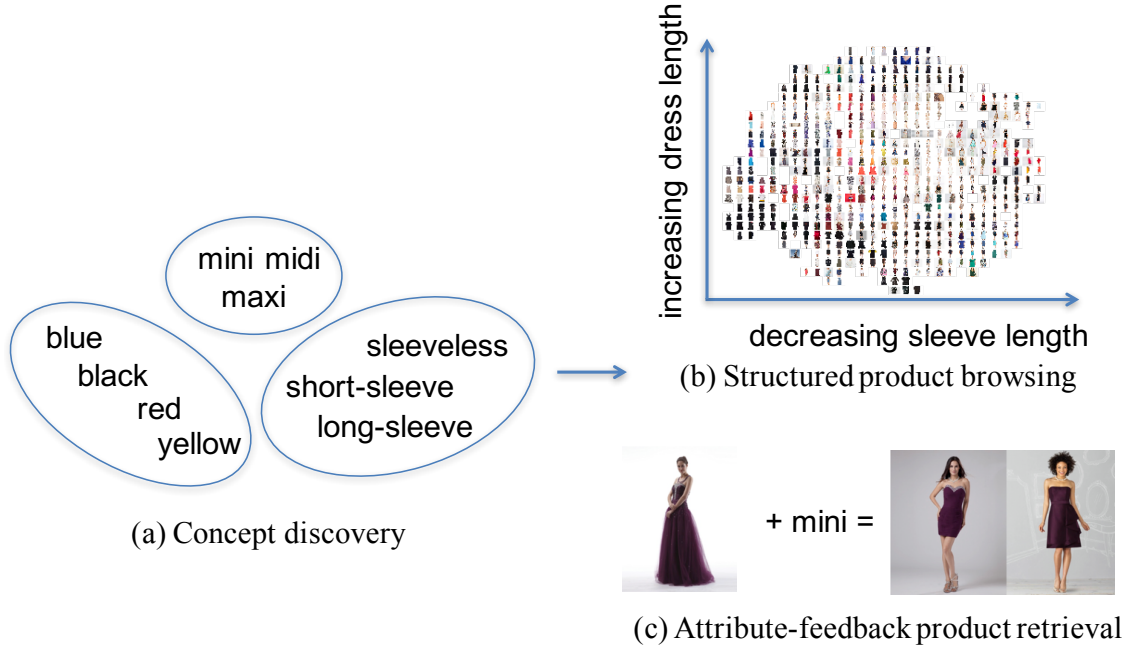 mini midi
maxi
blue
black
red
yellow
sleeveless
short-sleeve
long-sleeve
(a) Concept discovery
increasing dress length
decreasing sleeve length
(b) Structured product browsing
+ mini =
(c) Attribute-feedback product retrieval